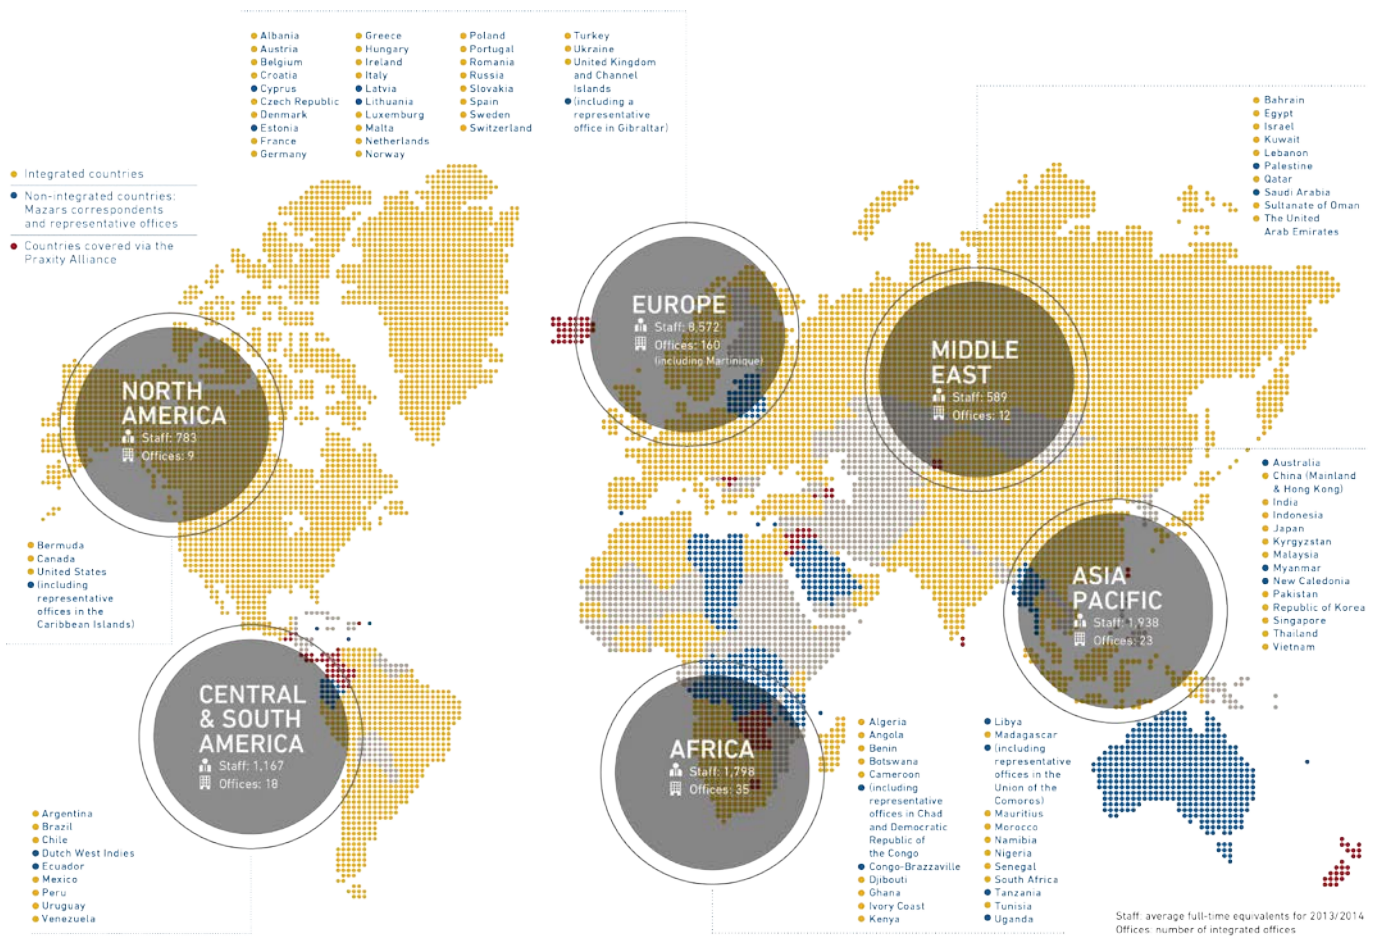 Albania
Austria
Belgium
Croatia
Cyprus
Czech Republic
Denmark
Estonia
France
Germany
Greece
Hungary
Ireland
Italy
Latvia
Lithuania
Luxemburg
Malta
Netherlands
Norway
Poland
Portugal
Romania
Russia
Slovakia
Spain
Sweden
Switzerland
Turkey
Ukraine
United Kingdom
and Channel
Islands
(including a
representative
office in Gibraltar)
Bahrain
Egypt
Israel
Kuwait
Lebanon
Palestine
Qatar
Saudi Arabia
Sultanate of Oman
The United
Arab Emirates
Integrated countries
Non-integrated countries:
Mazars correspondents
and representative offices
Countries covered via the
Praxity Alliance
EUROPE
Staff: 8,572
Offices: 160
(including Martinique)
MIDDLE
EAST
Staff: 589
Offices: 12
NORTH
AMERICA
Staff: 783
Offices: 9
Australia
China (Mainland
& Hong Kong)
India
Indonesia
Japan
Kyrgyzstan
Malaysia
Myanmar
New Caledonia
Pakistan
Republic of Korea
Singapore
Thailand
Vietnam
Bermuda
Canada
United States
(including
representative
offices in the
Caribbean Islands)
ASIA
PACIFIC
Staff: 1,938
Offices: 23
CENTRAL
& SOUTH
AMERICA
Staff: 1,167
Offices: 18
AFRICA
Staff: 1,798
Offices: 35
Algeria
Angola
Benin
Botswana
Cameroon
(including
representative
offices in Chad
and Democratic
Republic of
the Congo
Congo-Brazzaville
Djibouti
Ghana
Ivory Coast
Kenya
Libya
Madagascar
(including
representative
offices in the
Union of the
Comoros)
Mauritius
Morocco
Namibia
Nigeria
Senegal
South Africa
Tanzania
Tunisia
Uganda
Argentina
Brazil
Chile
Dutch West Indies
Ecuador
Mexico
Peru
Uruguay
Venezuela
Staff: average full-time equivalents for 2013/2014
Offices: number of integrated offices